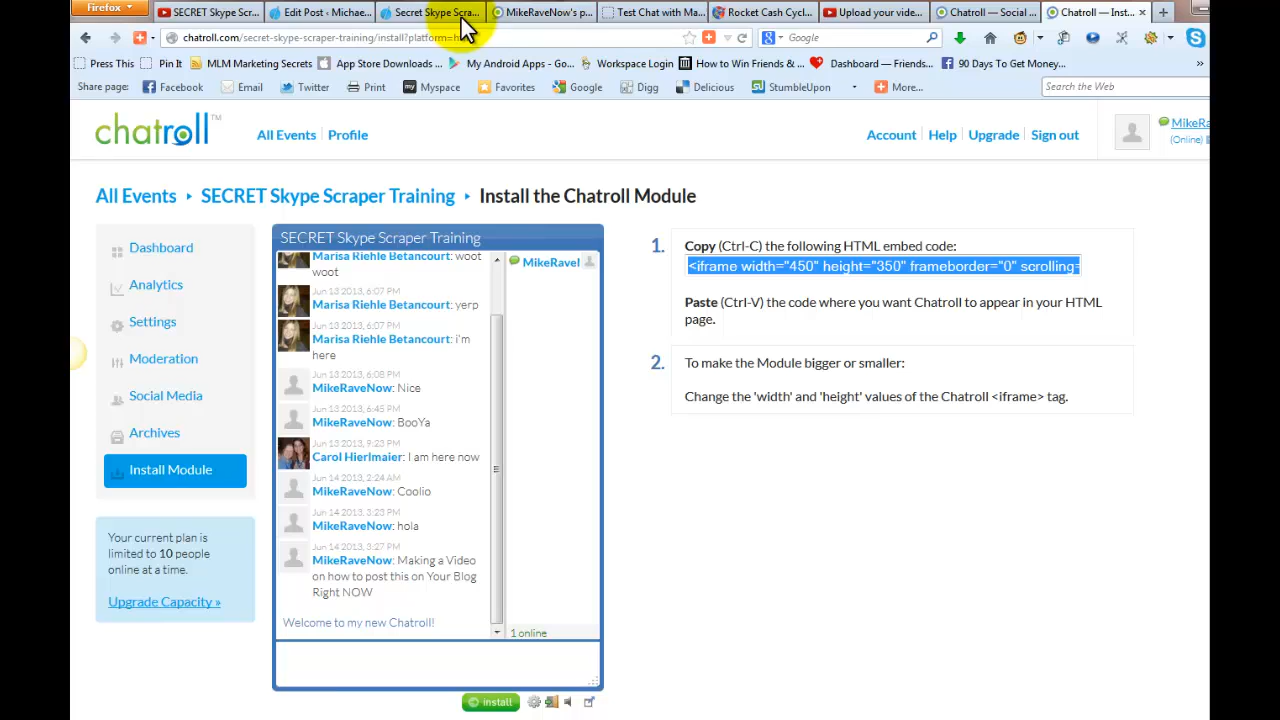 Firefox
SECRET Skype Scr...
Edit Post ‹ Michae...
Secret Skype Scra...
MikeRaveNow's p...
Test Chat with Ma...
Rocket Cash Cycl...
Upload your vide...
Chatroll — Social ...
Chatroll — Inst...
chatroll.com/secret-skype-scraper-training/install?platform=h
Google
Press This
Pin It
MLM Marketing Secrets
App Store Downloads ...
My Android Apps - Go...
Workspace Login
How to Win Friends & ...
Dashboard — Friends...
90 Days To Get Money...
Share page:
Facebook
Email
Twitter
Print
Myspace
Favorites
Google
Digg
Delicious
StumbleUpon
More...
Search the Web
chatroll™
All Events
Profile
Account
Help
Upgrade
Sign out
MikeRa
(Online)
All Events ▸ SECRET Skype Scraper Training ▸ Install the Chatroll Module
Dashboard
Analytics
Settings
Moderation
Social Media
Archives
Install Module
Your current plan is
limited to 10 people
online at a time.
Upgrade Capacity »
SECRET Skype Scraper Training
Marisa Riehle Betancourt: woot
woot
Jun 13 2013, 6:07 PM
Marisa Riehle Betancourt: yerp
Jun 13 2013, 6:07 PM
Marisa Riehle Betancourt: i'm
here
Jun 13 2013, 6:08 PM
MikeRaveNow: Nice
Jun 13 2013, 6:45 PM
MikeRaveNow: BooYa
Jun 13 2013, 9:23 PM
Carol Hierlmaier: I am here now
Jun 14 2013, 2:24 AM
MikeRaveNow: Coolio
Jun 14 2013, 3:23 PM
MikeRaveNow: hola
Jun 14 2013, 3:27 PM
MikeRaveNow: Making a Video
on how to post this on Your Blog
Right NOW
Welcome to my new Chatroll!
MikeRavel
1 online
install
1.
Copy (Ctrl-C) the following HTML embed code:
<iframe width="450" height="350" frameborder="0" scrolling=
Paste (Ctrl-V) the code where you want Chatroll to appear in your HTML
page.
2.
To make the Module bigger or smaller:
Change the 'width' and 'height' values of the Chatroll <iframe> tag.